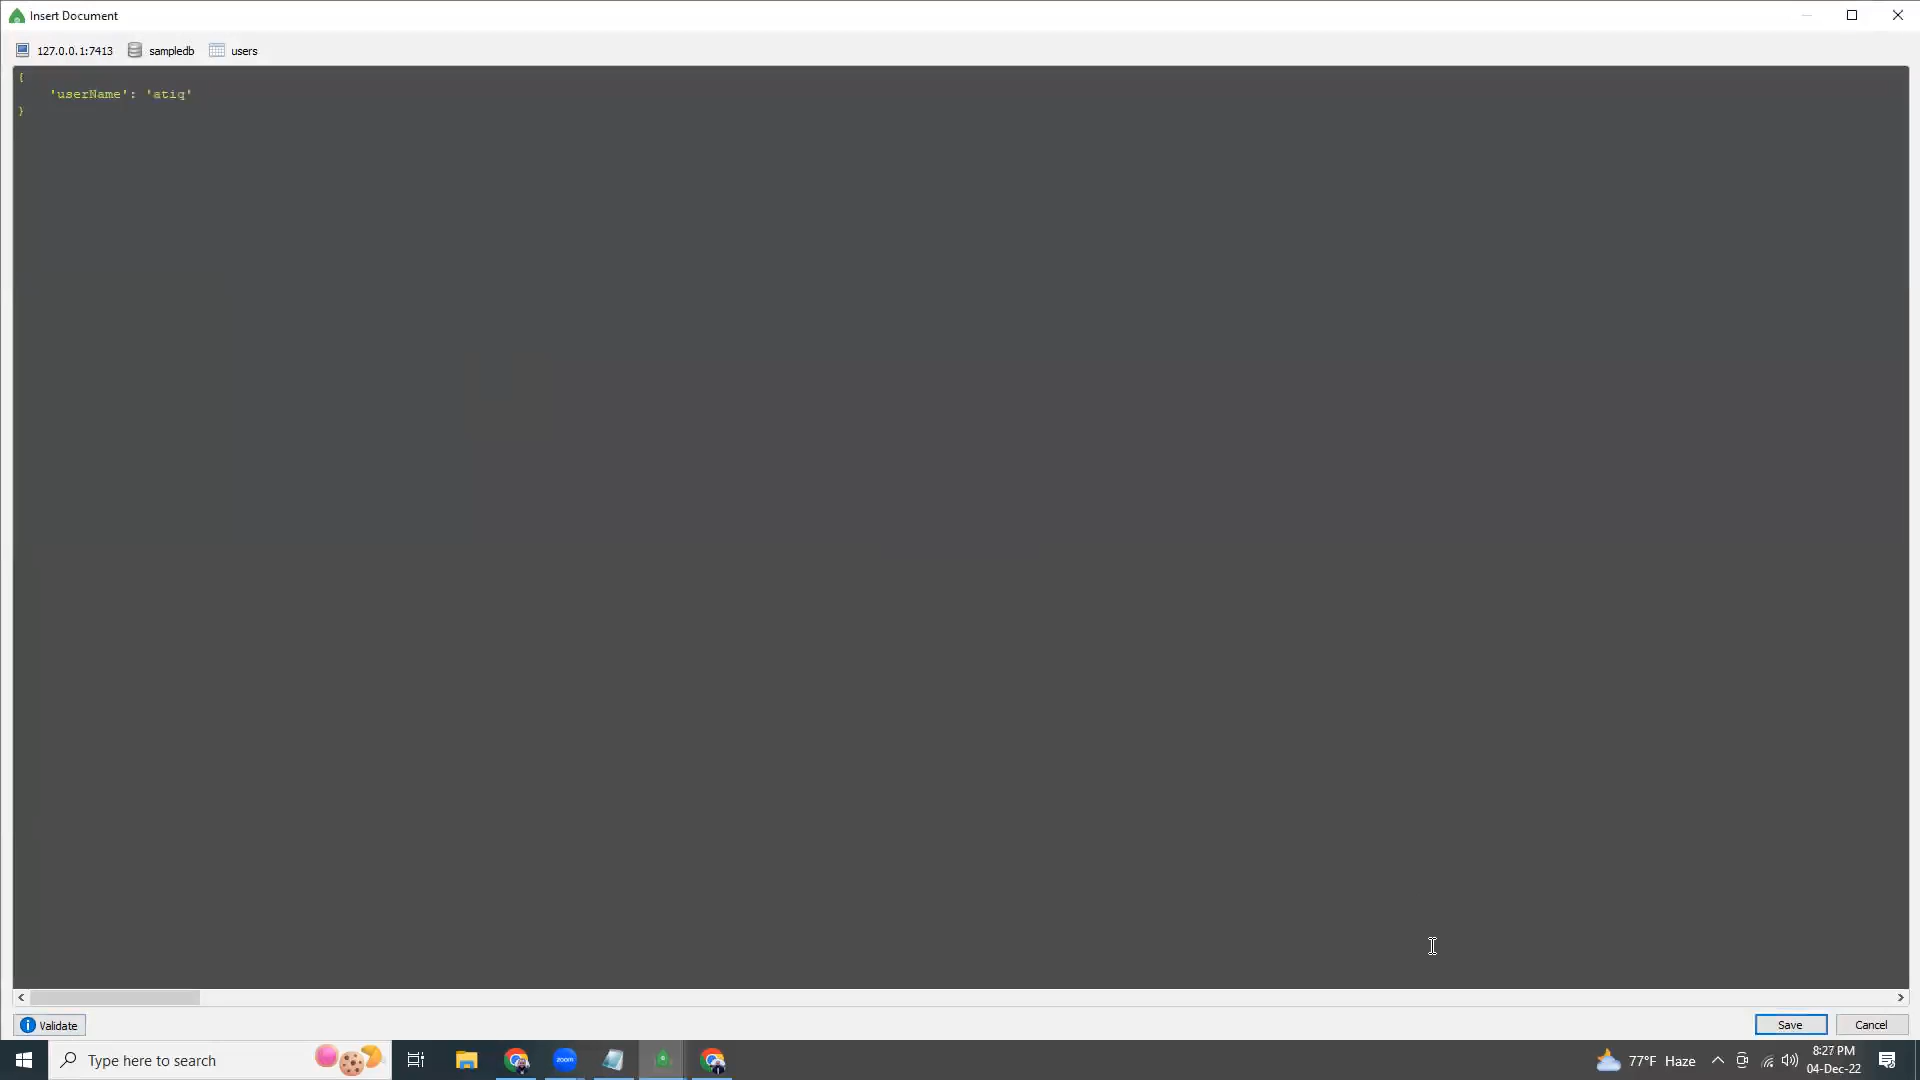 Insert Document
127.0.0.1:7413 sampledb users
{
'userName': 'atiq'
}
Validate
Save Cancel
Type here to search
zoom
77°F Haze
8:27 PM
04-Dec-22